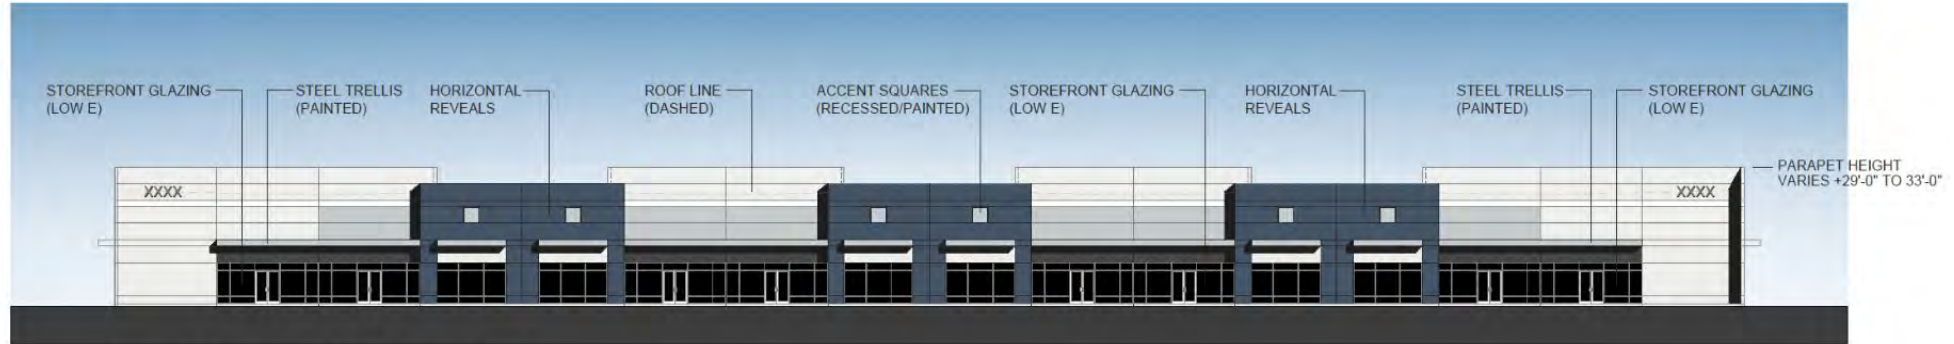 STOREFRONT GLAZING
(LOW E)
STEEL TRELLIS
(PAINTED)
HORIZONTAL
REVEALS
ROOF LINE
(DASHED)
ACCENT SQUARES
(RECESSED/PAINTED)
STOREFRONT GLAZING
(LOW E)
HORIZONTAL
REVEALS
STEEL TRELLIS
(PAINTED)
STOREFRONT GLAZING
(LOW E)
PARAPET HEIGHT
VARIES +29'-0" TO 33'-0"
XXXX
XXXX